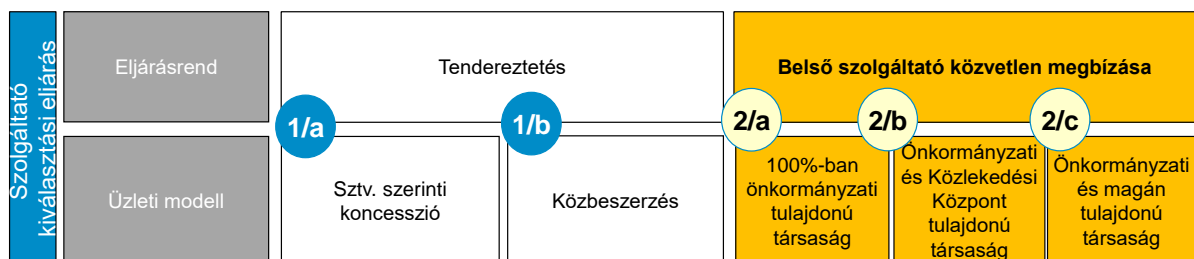 Szolgáltató
kiválasztási eljárás
Eljárásrend
Tendereztetés
Belső szolgáltató közvetlen megbízása
1/a
1/b
2/a
2/b
2/c
Üzleti modell
Sztv. szerinti
koncesszió
Közbeszerzés
100%-ban
önkormányzati
tulajdonú
társaság
Önkormányzati
és Közlekedési
Központ
tulajdonú
társaság
Önkormányzati
és magán
tulajdonú
társaság